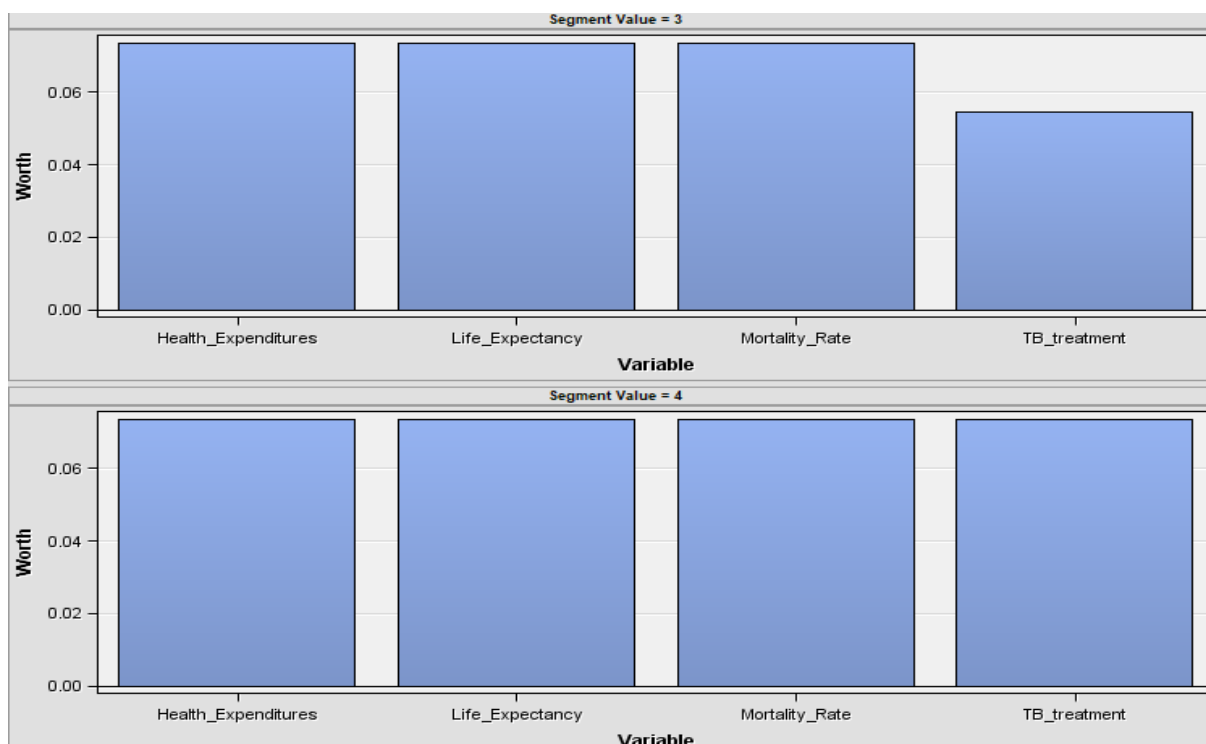 Segment Value = 3
Worth
0.06
0.04
0.02
0.00
Health_Expenditures Life_Expectancy Mortality_Rate TB_treatment
Variable
Segment Value = 4
Worth
0.06
0.04
0.02
0.00
Health_Expenditures Life_Expectancy Mortality_Rate TB_treatment
Variable